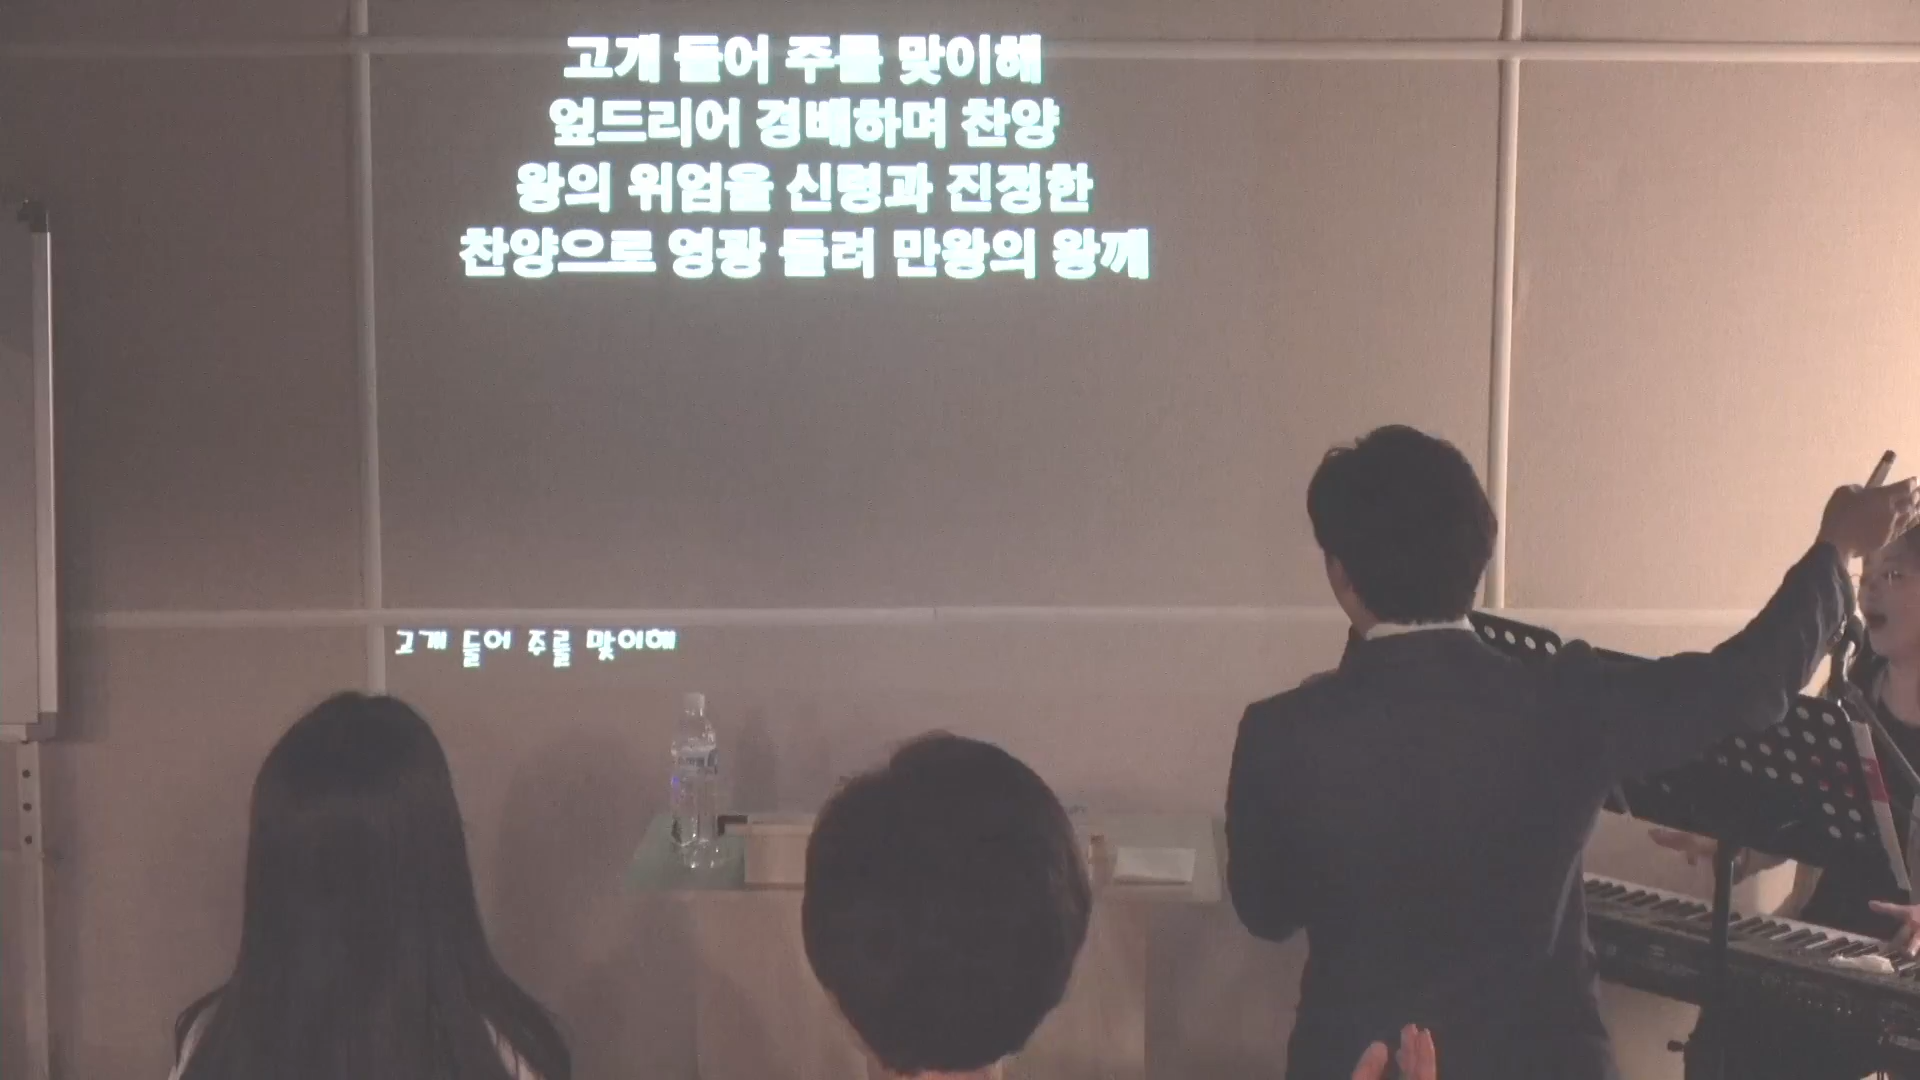 고개 들어 주를 맞이해
엎드리어 경배하며 찬양
왕의 위엄을 신령과 진정한
찬양으로 영광 돌려 만왕의 왕께
고개 들어 주를 맞이해